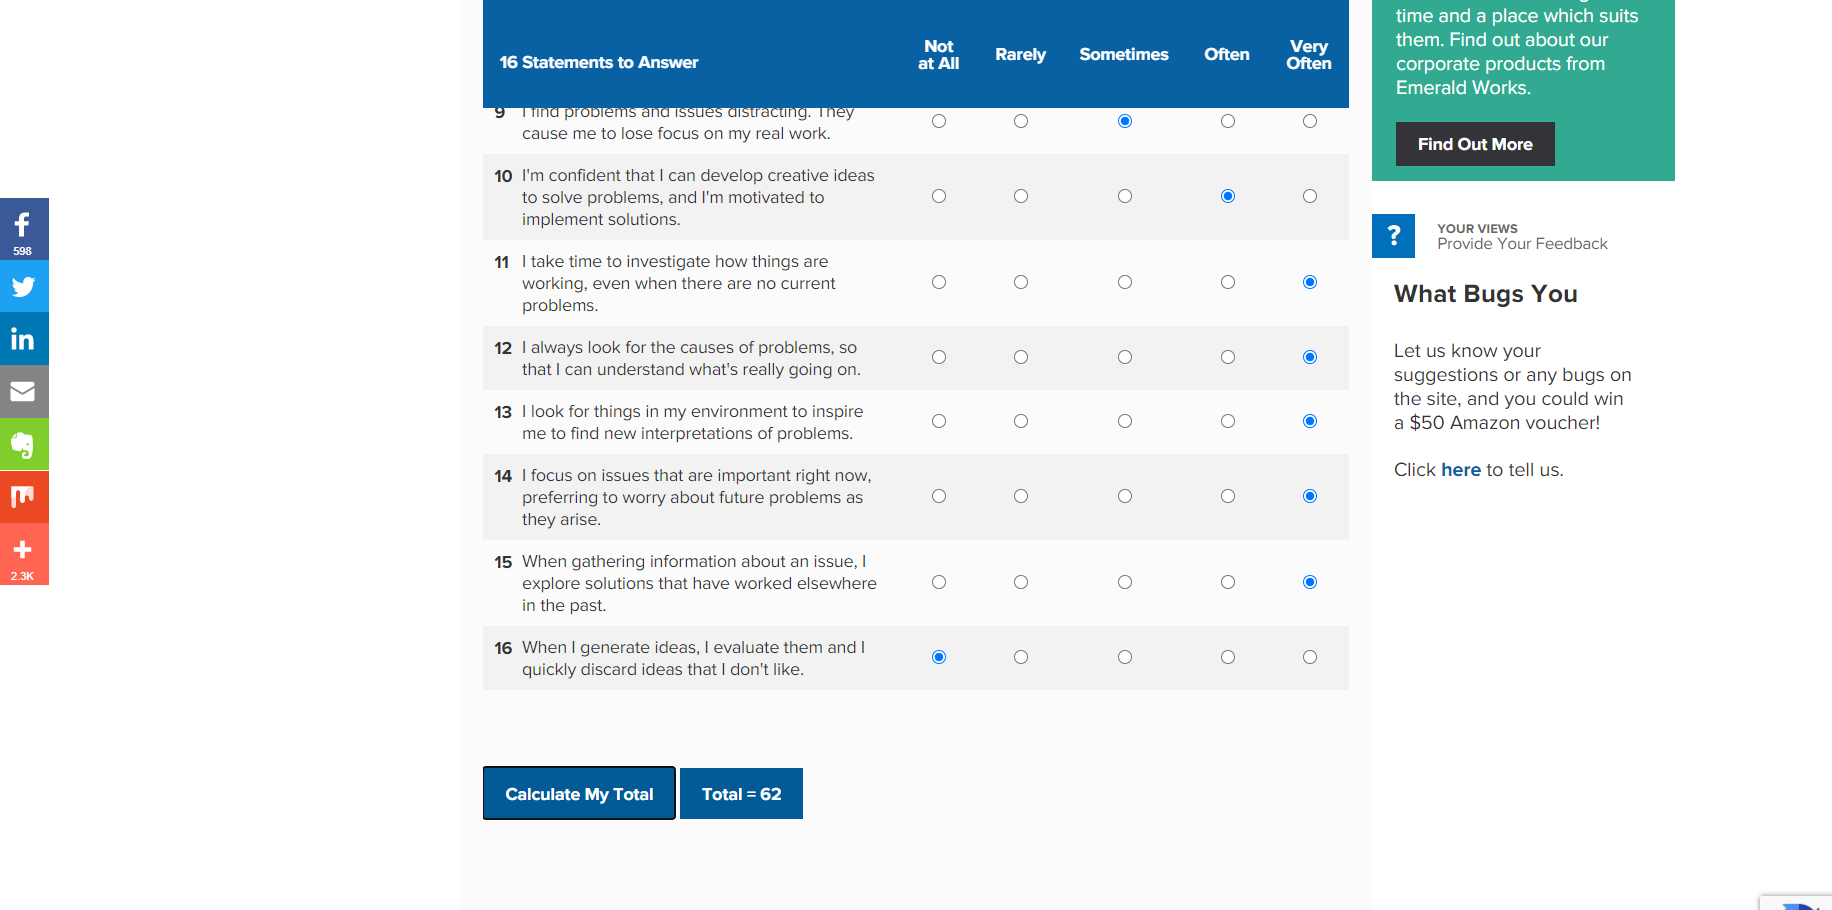 16 Statements to Answer
Not
at All
Rarely
Sometimes
Often
Very
Often
9 I find problems and issues distracting. They
cause me to lose focus on my real work.
10 I'm confident that I can develop creative ideas
to solve problems, and I'm motivated to
implement solutions.
11 I take time to investigate how things are
working, even when there are no current
problems.
12 I always look for the causes of problems, so
that I can understand what's really going on.
13 I look for things in my environment to inspire
me to find new interpretations of problems.
14 I focus on issues that are important right now,
preferring to worry about future problems as
they arise.
15 When gathering information about an issue, I
explore solutions that have worked elsewhere
in the past.
16 When I generate ideas, I evaluate them and I
quickly discard ideas that I don't like.
Calculate My Total
Total = 62
time and a place which suits
them. Find out about our
corporate products from
Emerald Works.
Find Out More
?
YOUR VIEWS
Provide Your Feedback
What Bugs You
Let us know your
suggestions or any bugs on
the site, and you could win
a $50 Amazon voucher!
Click here to tell us.
f
598
in
+
2.3K